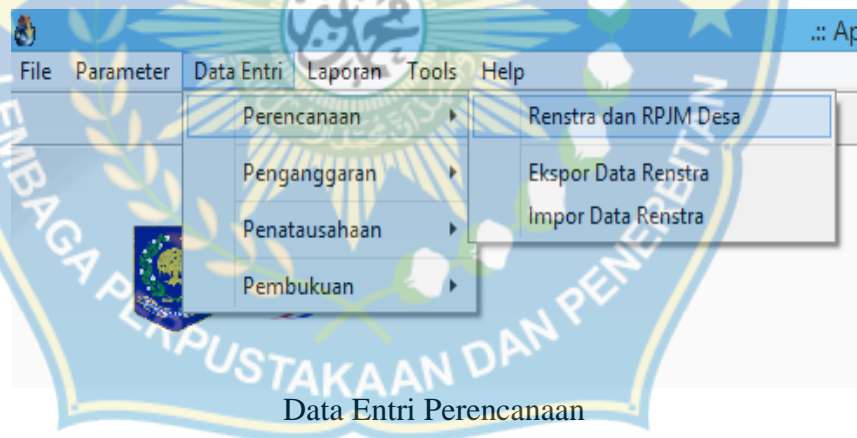 .:: Ap
File Parameter Data Entri Laporan Tools Help
Perencanaan
Penganggaran
Penatausahaan
Pembukuan
Renstra dan RPJM Desa
Ekspor Data Renstra
Impor Data Renstra
LEMBAGA PERPUSTAKAAN DAN PENERBITAN
Data Entri Perencanaan